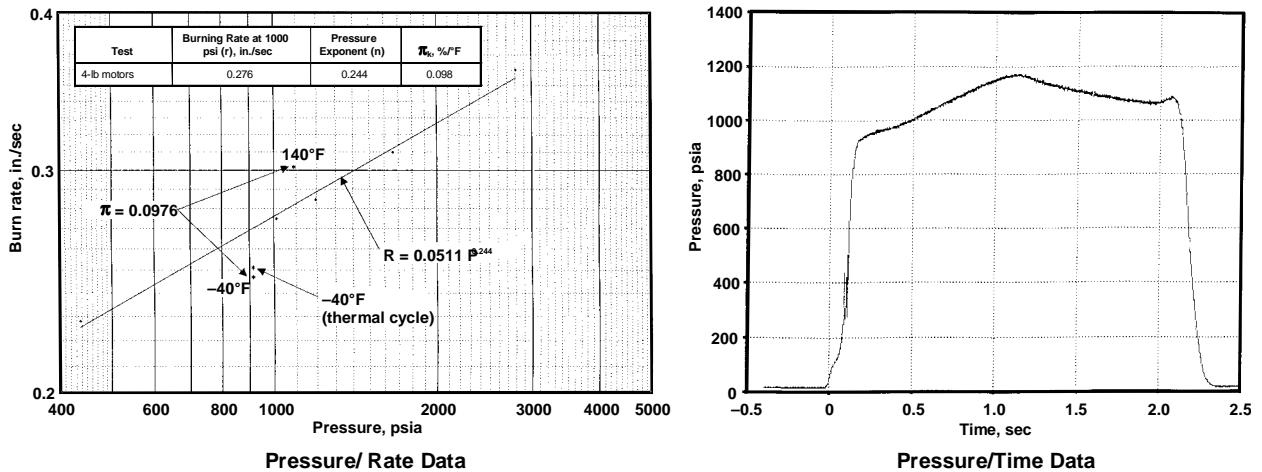 0.4
Test
Burning Rate at 1000 psi (r), in./sec
Pressure Exponent (n)
πk, %/°F
4-lb motors
0.276
0.244
0.098
Burn rate, in./sec
0.3
140°F
π = 0.0976
R = 0.0511 P^0.244
–40°F
–40°F
(thermal cycle)
0.2
400
600
800
1000
2000
3000
4000
5000
Pressure, psia
Pressure/ Rate Data
1400
1200
1000
800
600
400
200
0
Pressure, psia
–0.5
0
0.5
1.0
1.5
2.0
2.5
Time, sec
Pressure/Time Data